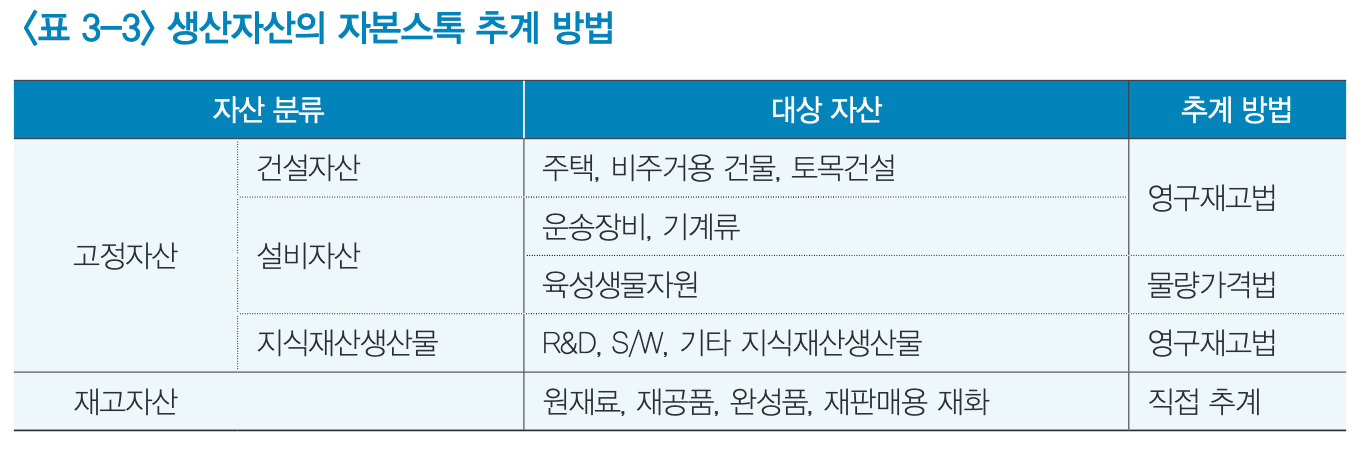 〈표 3-3〉 생산자산의 자본스톡 추계 방법
자산 분류 대상 자산 추계 방법
건설자산 주택, 비주거용 건물, 토목건설
영구재고법
운송장비, 기계류
고정자산 설비자산
육성생물자원 물량가격법
지식재산생산물 R&D, S/W, 기타 지식재산생산물 영구재고법
재고자산 원재료, 재공품, 완성품, 재판매용 재화 직접 추계